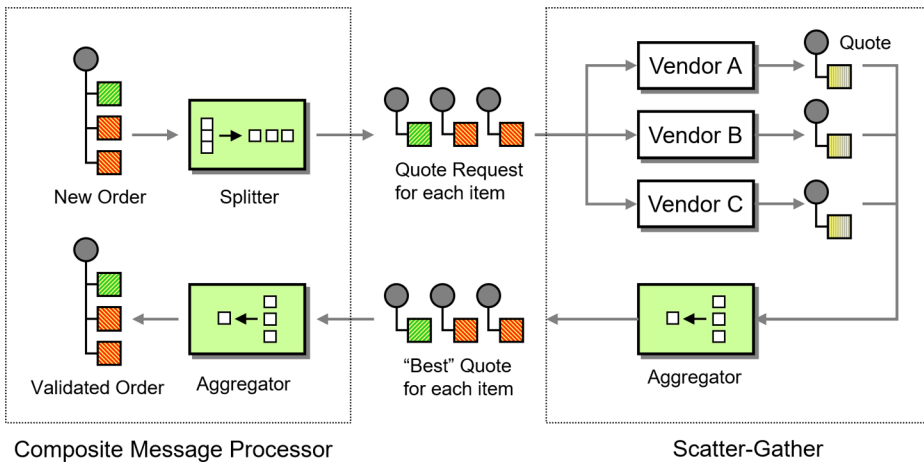 Vendor A
Quote
Vendor B
Vendor C
New Order
Splitter
Quote Request
for each item
Validated Order
Aggregator
“Best” Quote
for each item
Aggregator
Composite Message Processor
Scatter-Gather